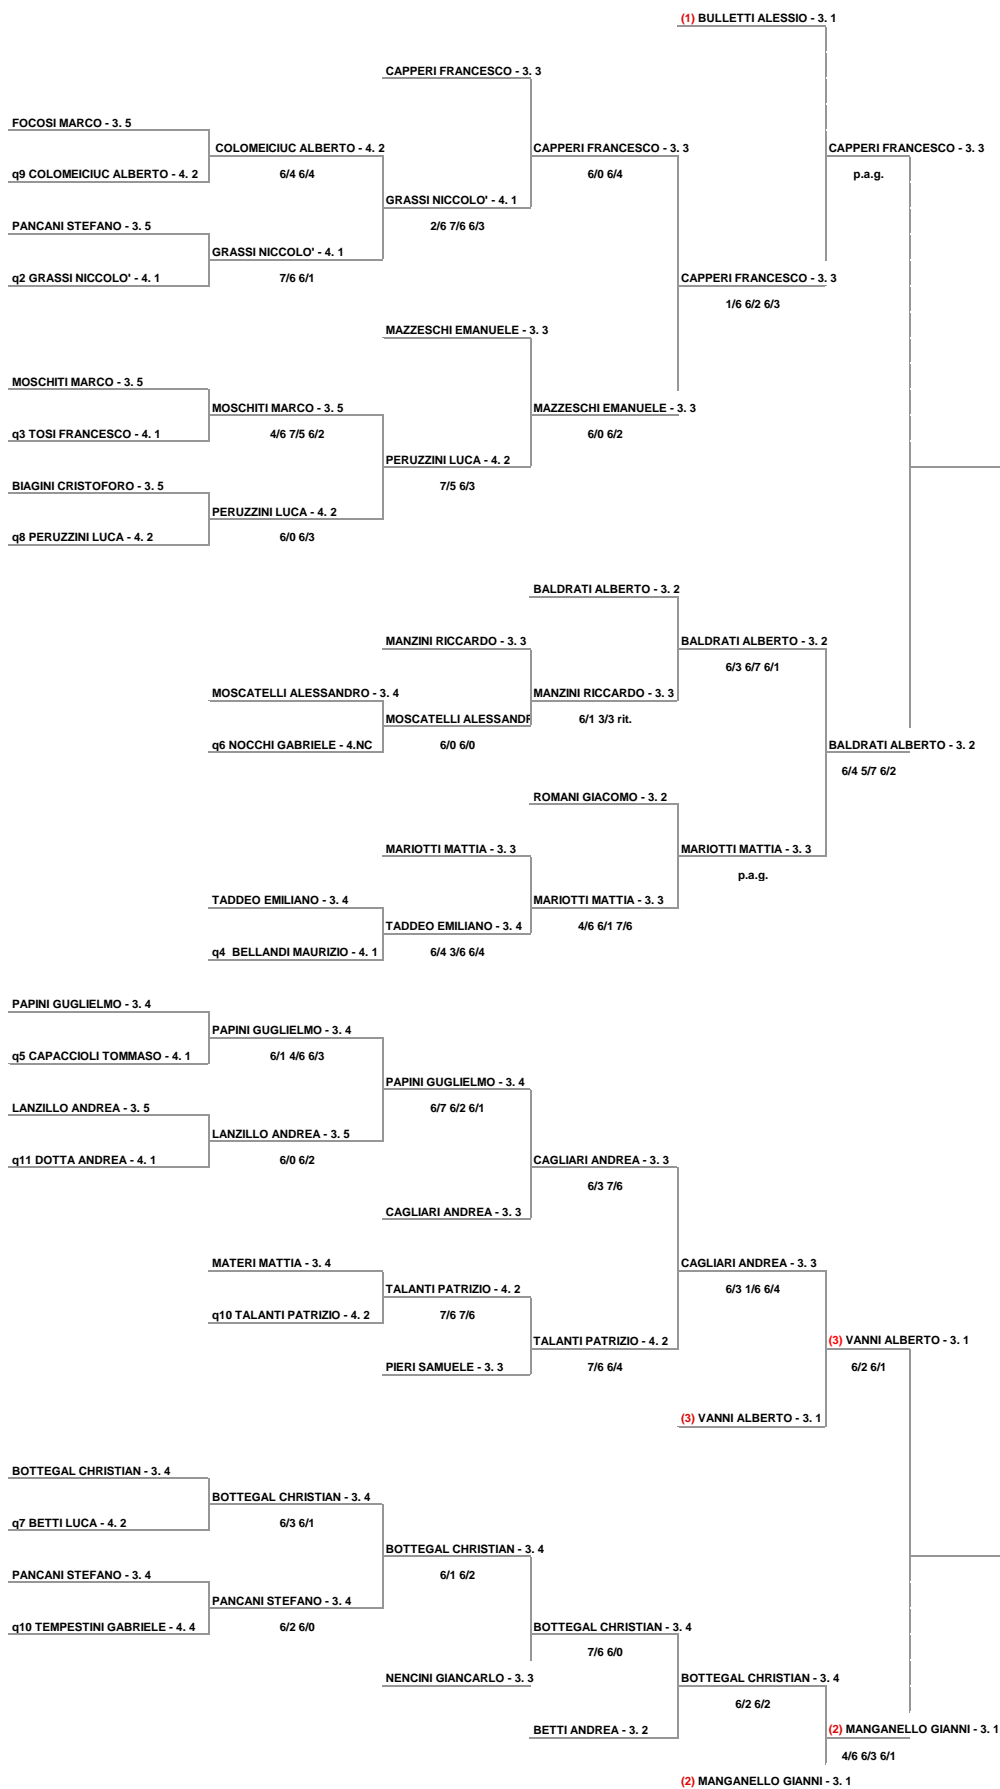 (1) BULLETTI ALESSIO - 3. 1
CAPPERI FRANCESCO - 3. 3
FOCOSI MARCO - 3. 5
COLOMEICIUC ALBERTO - 4. 2
CAPPERI FRANCESCO - 3. 3
CAPPERI FRANCESCO - 3. 3
q9 COLOMEICIUC ALBERTO - 4. 2
6/4 6/4
6/0 6/4
p.a.g.
GRASSI NICCOLO' - 4. 1
PANCANI STEFANO - 3. 5
2/6 7/6 6/3
GRASSI NICCOLO' - 4. 1
q2 GRASSI NICCOLO' - 4. 1
7/6 6/1
CAPPERI FRANCESCO - 3. 3
1/6 6/2 6/3
MAZZESCHI EMANUELE - 3. 3
MOSCHITI MARCO - 3. 5
MOSCHITI MARCO - 3. 5
MAZZESCHI EMANUELE - 3. 3
q3 TOSI FRANCESCO - 4. 1
4/6 7/5 6/2
6/0 6/2
PERUZZINI LUCA - 4. 2
BIAGINI CRISTOFORO - 3. 5
7/5 6/3
PERUZZINI LUCA - 4. 2
q8 PERUZZINI LUCA - 4. 2
6/0 6/3
BALDRATI ALBERTO - 3. 2
MANZINI RICCARDO - 3. 3
BALDRATI ALBERTO - 3. 2
6/3 6/7 6/1
MOSCATELLI ALESSANDRO - 3. 4
MANZINI RICCARDO - 3. 3
MOSCATELLI ALESSANDR
6/1 3/3 rit.
q6 NOCCHI GABRIELE - 4.NC
6/0 6/0
BALDRATI ALBERTO - 3. 2
6/4 5/7 6/2
ROMANI GIACOMO - 3. 2
MARIOTTI MATTIA - 3. 3
MARIOTTI MATTIA - 3. 3
p.a.g.
TADDEO EMILIANO - 3. 4
MARIOTTI MATTIA - 3. 3
TADDEO EMILIANO - 3. 4
4/6 6/1 7/6
q4 BELLANDI MAURIZIO - 4. 1
6/4 3/6 6/4
PAPINI GUGLIELMO - 3. 4
PAPINI GUGLIELMO - 3. 4
q5 CAPACCIOLI TOMMASO - 4. 1
6/1 4/6 6/3
PAPINI GUGLIELMO - 3. 4
LANZILLO ANDREA - 3. 5
6/7 6/2 6/1
LANZILLO ANDREA - 3. 5
q11 DOTTA ANDREA - 4. 1
6/0 6/2
CAGLIARI ANDREA - 3. 3
6/3 7/6
CAGLIARI ANDREA - 3. 3
MATERI MATTIA - 3. 4
CAGLIARI ANDREA - 3. 3
TALANTI PATRIZIO - 4. 2
6/3 1/6 6/4
q10 TALANTI PATRIZIO - 4. 2
7/6 7/6
TALANTI PATRIZIO - 4. 2
(3) VANNI ALBERTO - 3. 1
PIERI SAMUELE - 3. 3
7/6 6/4
6/2 6/1
(3) VANNI ALBERTO - 3. 1
BOTTEGAL CHRISTIAN - 3. 4
BOTTEGAL CHRISTIAN - 3. 4
q7 BETTI LUCA - 4. 2
6/3 6/1
BOTTEGAL CHRISTIAN - 3. 4
PANCANI STEFANO - 3. 4
6/1 6/2
PANCANI STEFANO - 3. 4
q10 TEMPESTINI GABRIELE - 4. 4
6/2 6/0
BOTTEGAL CHRISTIAN - 3. 4
7/6 6/0
NENCINI GIANCARLO - 3. 3
BOTTEGAL CHRISTIAN - 3. 4
6/2 6/2
BETTI ANDREA - 3. 2
(2) MANGANELLO GIANNI - 3. 1
4/6 6/3 6/1
(2) MANGANELLO GIANNI - 3. 1